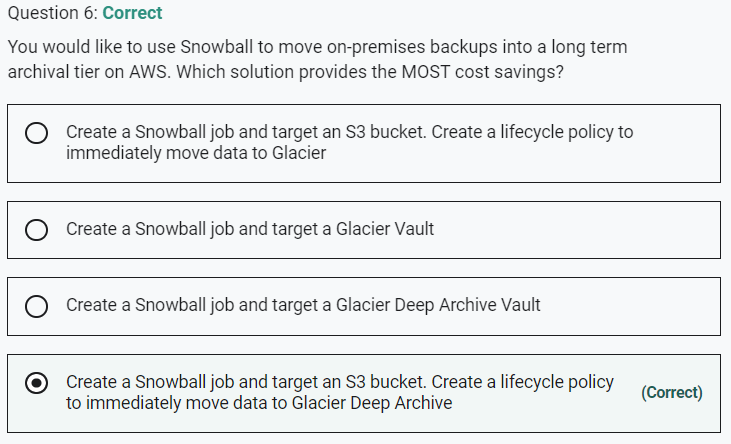 Question 6: Correct
You would like to use Snowball to move on-premises backups into a long term
archival tier on AWS. Which solution provides the MOST cost savings?
Create a Snowball job and target an S3 bucket. Create a lifecycle policy to
immediately move data to Glacier
Create a Snowball job and target a Glacier Vault
Create a Snowball job and target a Glacier Deep Archive Vault
Create a Snowball job and target an S3 bucket. Create a lifecycle policy
to immediately move data to Glacier Deep Archive
(Correct)